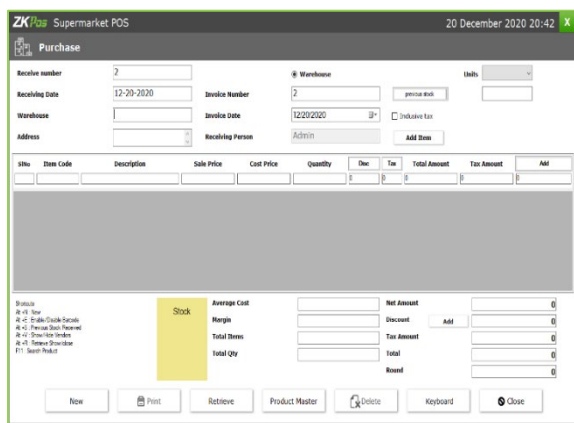 ZKPos Supermarket POS 20 December 2020 20:42 X
Purchase
Receive number 2 Warehouse Units
Receiving Date 12-20-2020 Invoice Number 2 previous stock
Warehouse Invoice Date 12/20/2020 Inclusive tax
Address Receiving Person Admin Add Item
SlNo Item Code Description Sale Price Cost Price Quantity Disc Tax Total Amount Tax Amount Add
0 0 0 0 0
Shortcuts
Alt +N : New
Alt +E : Enable/Disable Barcode
Alt +S : Previous Stock Received
Alt +V : Show/Hide Vendors
Alt +R : Retrieve Show/close
F11 : Search Product
Stock
Average Cost Net Amount 0
Margin Discount Add 0
Total Items Tax Amount 0
Total Qty Total 0
Round 0
New Print Retrieve Product Master Delete Keyboard Close